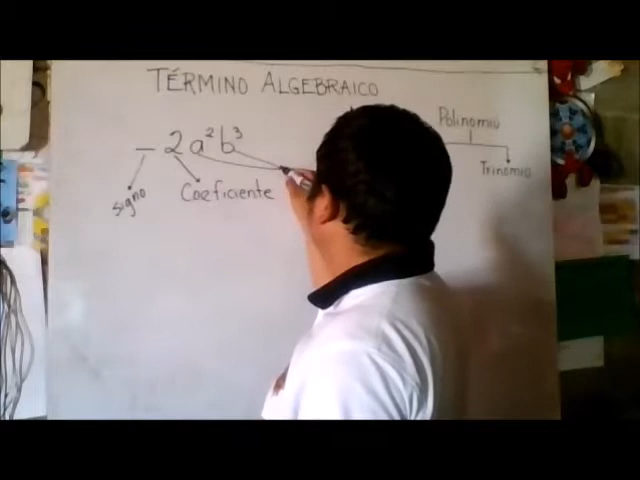 TÉRMINO ALGEBRAICO
- 2a²b³
signo
Coeficiente
Polinomio
Trinomio